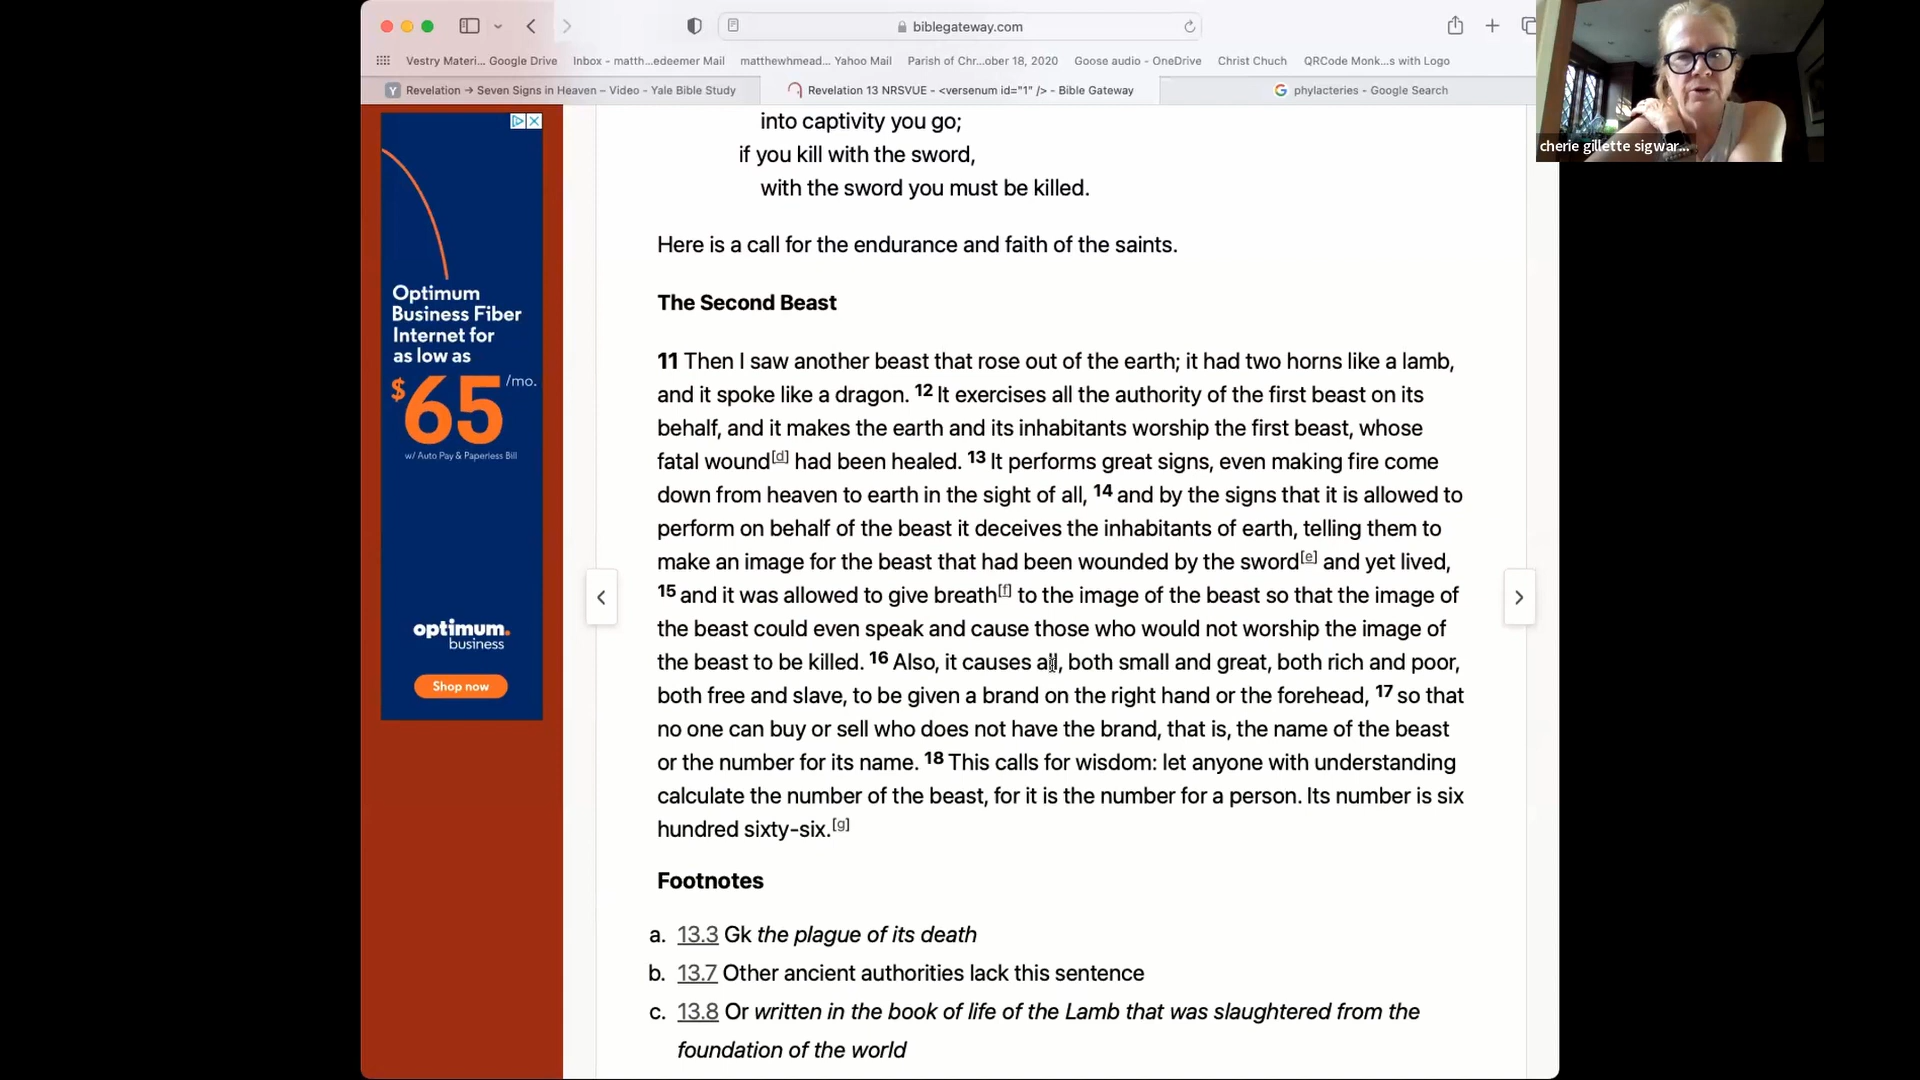 biblegateway.com
Vestry Materi... Google Drive
Inbox - matth...edeemer Mail
matthewhmead... Yahoo Mail
Parish of Chr...ober 18, 2020
Goose audio - OneDrive
Christ Chuch
QRCode Monk...s with Logo
Y Revelation → Seven Signs in Heaven – Video - Yale Bible Study
Revelation 13 NRSVUE - <versenum id="1" /> - Bible Gateway
phylacteries - Google Search
cherie gillette sigwar...
Optimum
Business Fiber
Internet for
as low as
$65/mo.
w/ Auto Pay & Paperless Bill
optimum.
business
Shop now
into captivity you go;
if you kill with the sword,
with the sword you must be killed.
Here is a call for the endurance and faith of the saints.
The Second Beast
11 Then I saw another beast that rose out of the earth; it had two horns like a lamb,
and it spoke like a dragon. 12 It exercises all the authority of the first beast on its
behalf, and it makes the earth and its inhabitants worship the first beast, whose
fatal wound[d] had been healed. 13 It performs great signs, even making fire come
down from heaven to earth in the sight of all, 14 and by the signs that it is allowed to
perform on behalf of the beast it deceives the inhabitants of earth, telling them to
make an image for the beast that had been wounded by the sword[e] and yet lived,
15 and it was allowed to give breath[f] to the image of the beast so that the image of
the beast could even speak and cause those who would not worship the image of
the beast to be killed. 16 Also, it causes all, both small and great, both rich and poor,
both free and slave, to be given a brand on the right hand or the forehead, 17 so that
no one can buy or sell who does not have the brand, that is, the name of the beast
or the number for its name. 18 This calls for wisdom: let anyone with understanding
calculate the number of the beast, for it is the number for a person. Its number is six
hundred sixty-six.[g]
Footnotes
a. 13.3 Gk the plague of its death
b. 13.7 Other ancient authorities lack this sentence
c. 13.8 Or written in the book of life of the Lamb that was slaughtered from the
foundation of the world